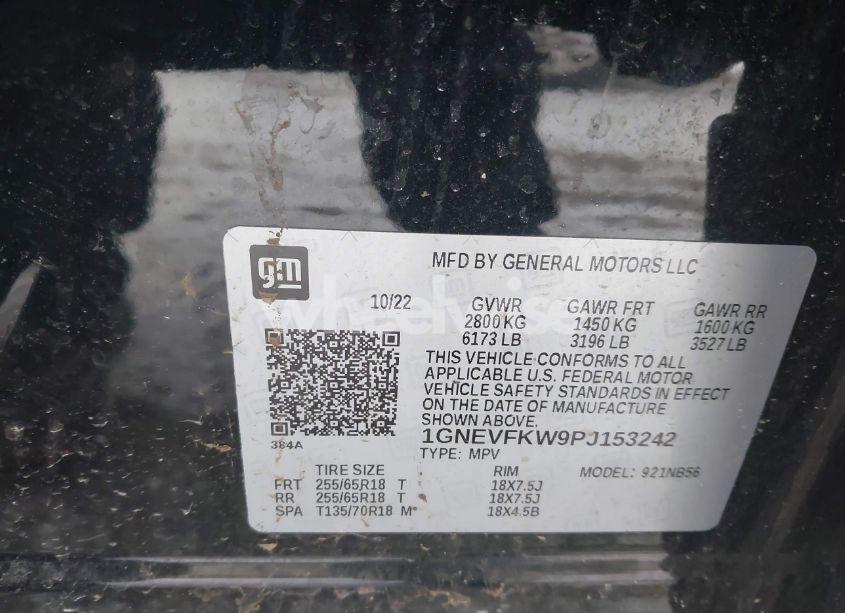 gm
MFD BY GENERAL MOTORS LLC
10/22 GVWR GAWR FRT GAWR RR
2800 KG 1450 KG 1600 KG
6173 LB 3196 LB 3527 LB
THIS VEHICLE CONFORMS TO ALL
APPLICABLE U.S. FEDERAL MOTOR
VEHICLE SAFETY STANDARDS IN EFFECT
ON THE DATE OF MANUFACTURE
SHOWN ABOVE.
384A
1GNEVFKW9PJ153242
TYPE: MPV MODEL: 921NB56
TIRE SIZE RIM
FRT 255/65R18 T 18X7.5J
RR 255/65R18 T 18X7.5J
SPA T135/70R18 M 18X4.5B
wheelwise